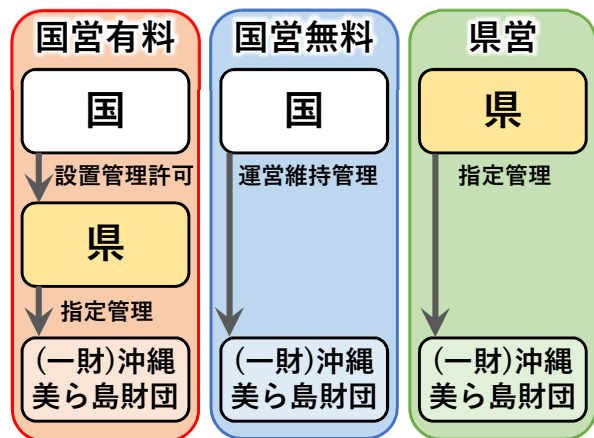 国営有料
国
設置管理許可
県
指定管理
(一財)沖縄
美ら島財団
国営無料
国
運営維持管理
(一財)沖縄
美ら島財団
県営
県
指定管理
(一財)沖縄
美ら島財団